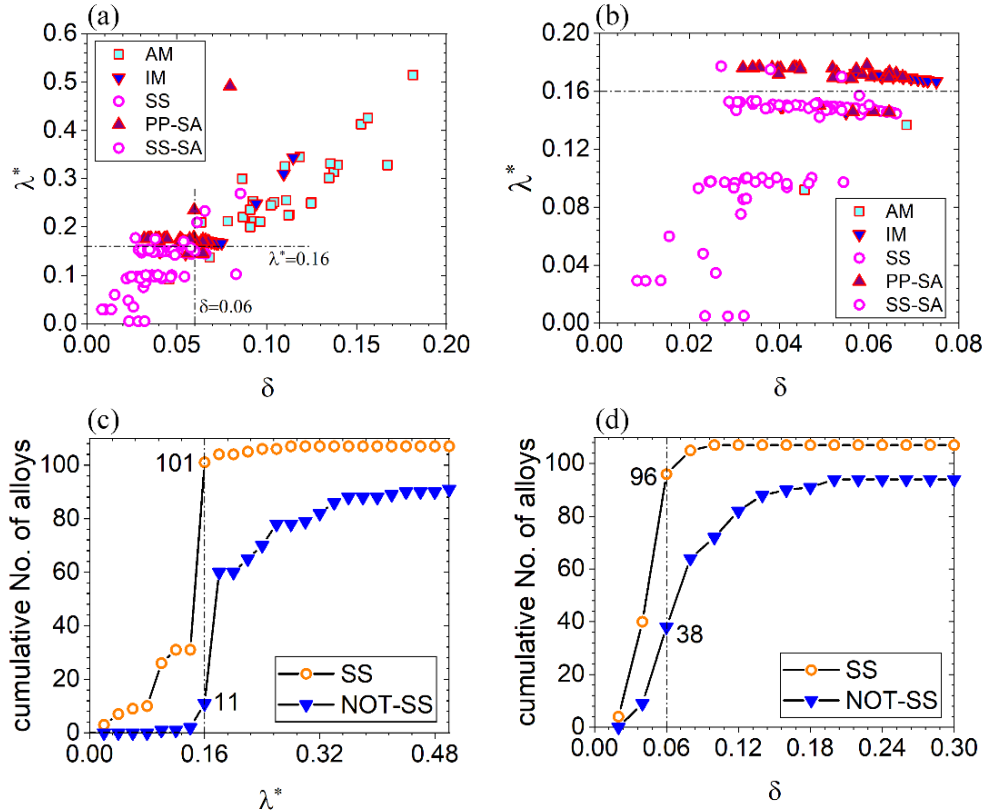 (a)
0.6
0.5
0.4
0.3
0.2
0.1
0.0
λ*
AM
IM
SS
PP-SA
SS-SA
λ*=0.16
δ=0.06
0.00 0.05 0.10 0.15 0.20
δ
(b)
0.20
0.16
0.12
0.08
0.04
0.00
λ*
AM
IM
SS
PP-SA
SS-SA
0.00 0.02 0.04 0.06 0.08
δ
(c)
cumulative No. of alloys
100
80
60
40
20
0
101
11
SS
NOT-SS
0.00 0.16 0.32 0.48
λ*
(d)
cumulative No. of alloys
100
80
60
40
20
0
96
38
SS
NOT-SS
0.00 0.06 0.12 0.18 0.24 0.30
δ